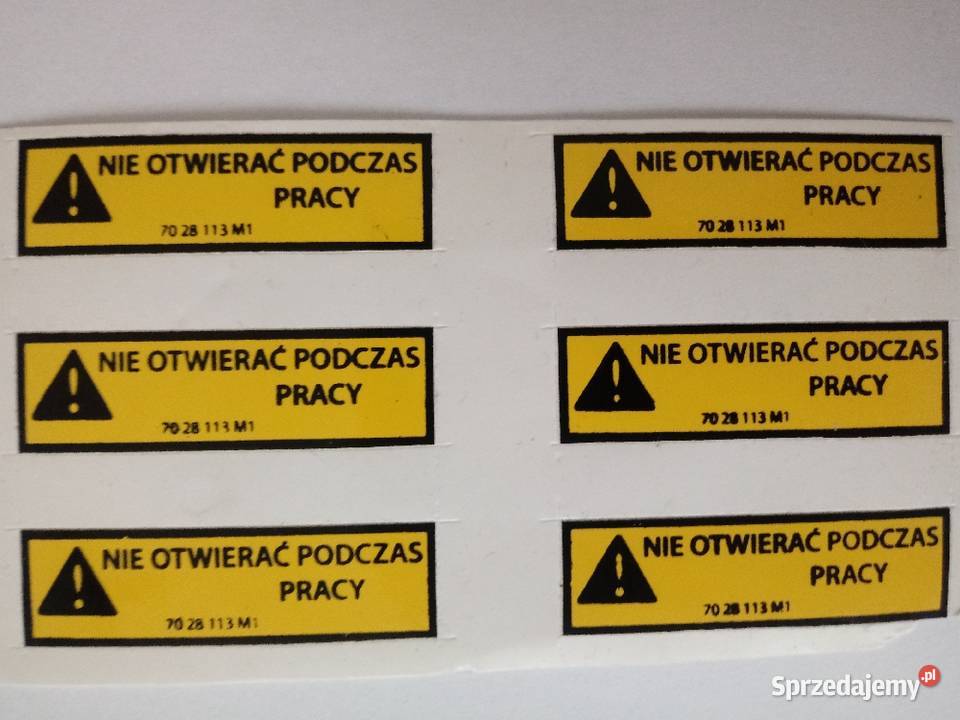 NIE OTWIERAĆ PODCZAS
PRACY
70 28 113 M1
NIE OTWIERAĆ PODCZAS
PRACY
70 28 113 M1
NIE OTWIERAĆ PODCZAS
PRACY
70 28 113 M1
NIE OTWIERAĆ PODCZAS
PRACY
70 28 113 M1
NIE OTWIERAĆ PODCZAS
PRACY
70 28 113 M1
NIE OTWIERAĆ PODCZAS
PRACY
70 28 113 M1
Sprzedajemy.pl